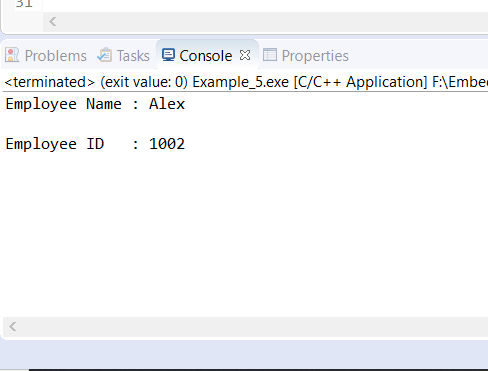 31
Problems Tasks Console Properties
<terminated> (exit value: 0) Example_5.exe [C/C++ Application] F:\Embe
Employee Name : Alex
Employee ID   : 1002